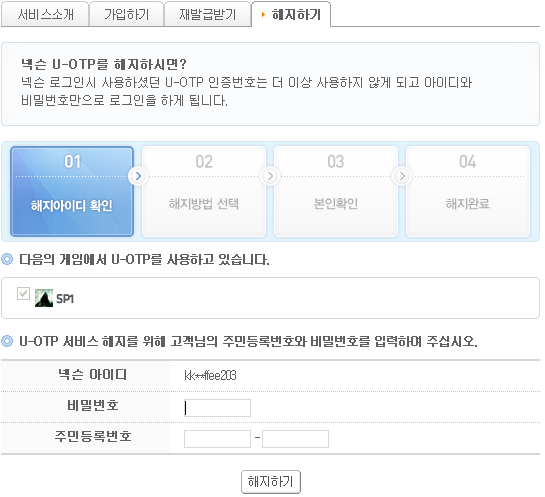 서비스소개
가입하기
재발급받기
해지하기
넥슨 U-OTP를 해지하시면?
넥슨 로그인시 사용하셨던 U-OTP 인증번호는 더 이상 사용하지 않게 되고 아이디와
비밀번호만으로 로그인을 하게 됩니다.
01
해지아이디 확인
02
해지방법 선택
03
본인확인
04
해지완료
다음의 게임에서 U-OTP를 사용하고 있습니다.
SP1
U-OTP 서비스 해지를 위해 고객님의 주민등록번호와 비밀번호를 입력하여 주십시오.
넥슨 아이디 kk**ffee203
비밀번호
주민등록번호 -
해지하기